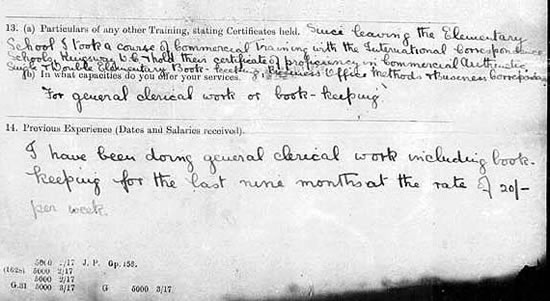 13. (a) Particulars of any other Training, stating Certificates held. Since leaving the Elementary
School I took a course of commercial training with the International Correspondence
Schools, Kingsway W.C. & hold their certificate of proficiency in Commercial Arithmetic
Single & Double Elementary Book-keeping, Business Office Methods & Business Correspondence
(b) In what capacities do you offer your services.
For general clerical work or book-keeping
14. Previous Experience (Dates and Salaries received).
I have been doing general clerical work including book-
keeping for the last nine months at the rate of 20/-
per week.
5000 1/17 J. P. Gp. 153.
(1628) 5000 2/17
5000 2/17
G.31 5000 3/17 G 5000 3/17